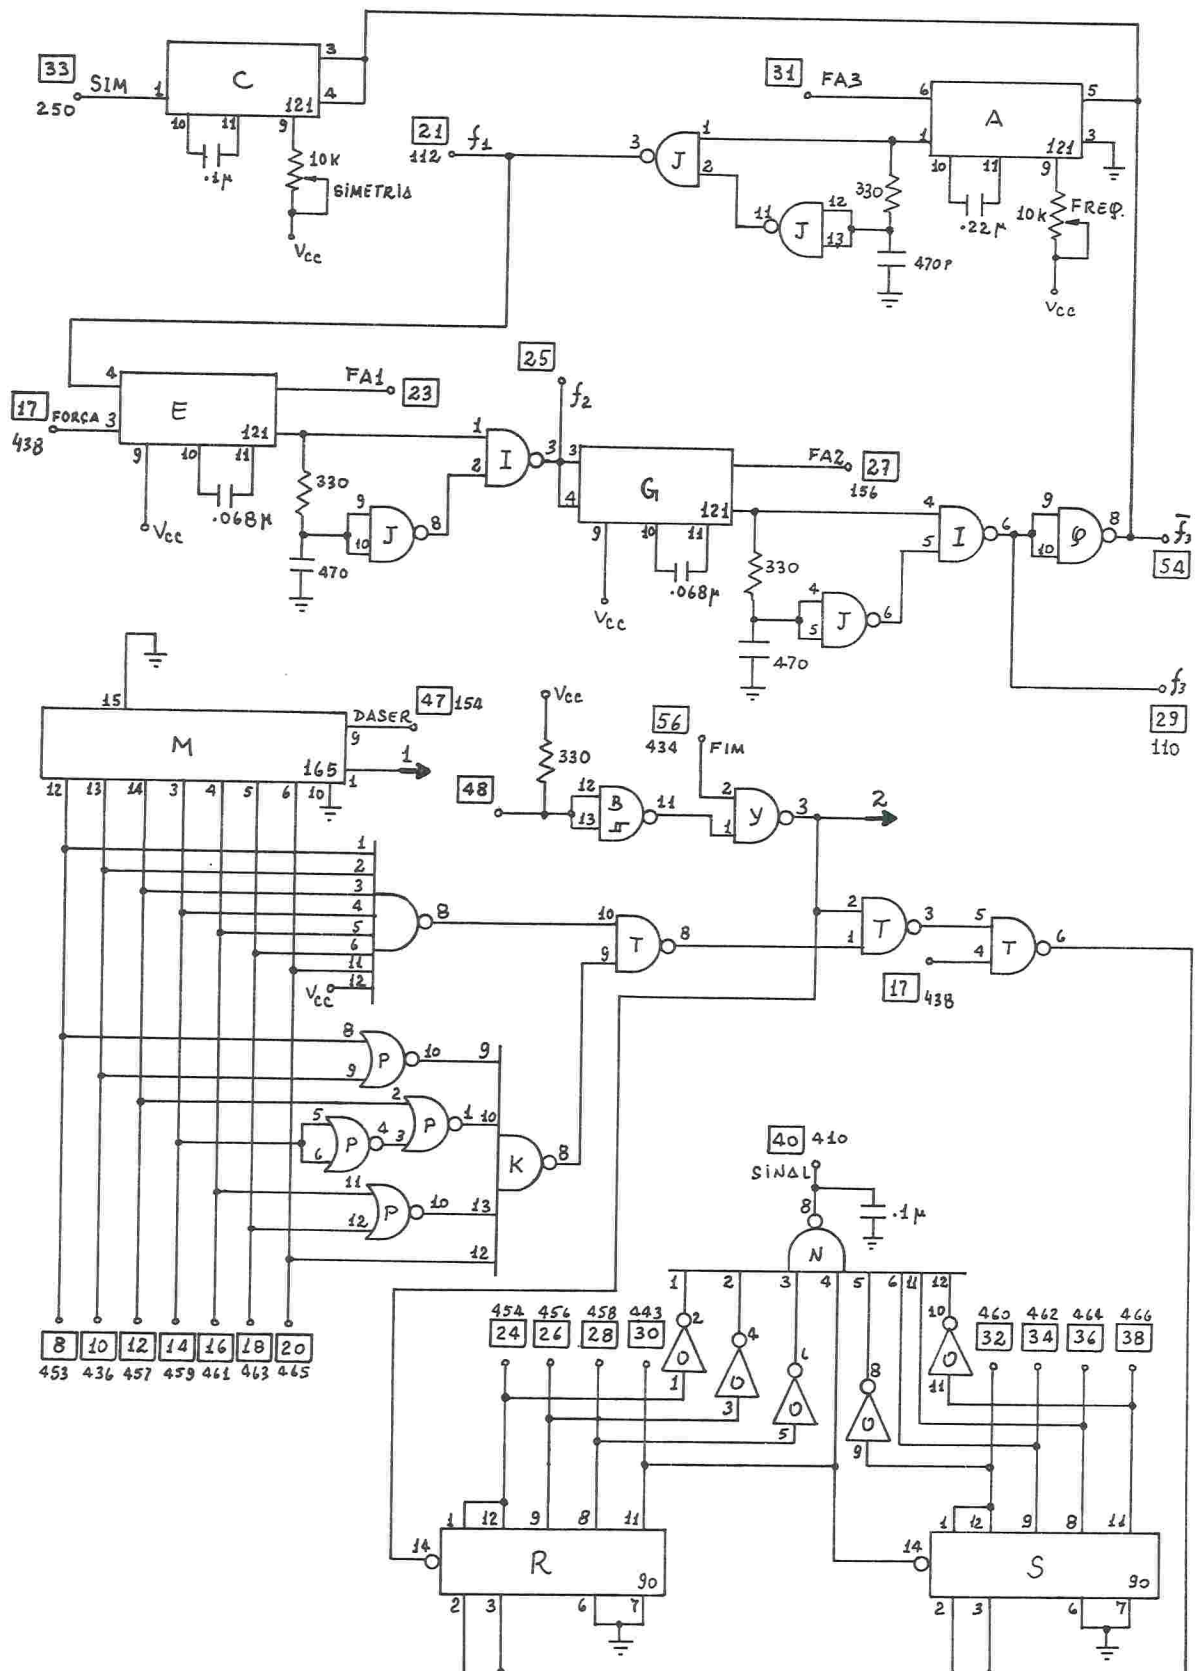 33 SIM 1 C 3
250 4
121
10 11 9
.1µ 10K
SIMETRIA
Vcc
21 f1
112
31 FA3 6 A 5
1 121 3
10 11 9
330 .22µ 10K FREQ.
Vcc
3 J 1
2
11 J 12
13
470P
25
f2
4 E FA1 23
17 FORÇA 3 121
438
9 10 11
Vcc .068µ
330
9
10 J 8
470
1
2 I 3
3 G FA2 27
4 121 156
9 10 11
Vcc .068µ
330
4
5 J 6
470
4
5 I 6
9
10 φ 8
f̅3
54
f3
29
110
15
M DASER 47 154
9
165 1 1
12 13 14 3 4 5 6 10
Vcc
330
48
12 B 11
13
56
434 FIM
2
1 Y 3 2
1
2
3
4 8
5
6
11
Vcc 12
10 T 8
9
2 T 3
1
5 T 6
4
17 438
8 P 10
9
2 P 1
5 P 4 3
6
11 P 10
12
9
10
K 8
13
12
40 410
SINAL
8 .1µ
N
1 2 3 4 5 6 11 12
454 456 458 443
24 26 28 30
2 O 1
4 O 3
6 O 5
8 O 9
10 O 11
460 462 464 466
32 34 36 38
8 10 12 14 16 18 20
453 436 457 459 461 463 465
1 12 9 8 11
14 R 90
2 3 6 7
1 12 9 8 11
14 S 90
2 3 6 7